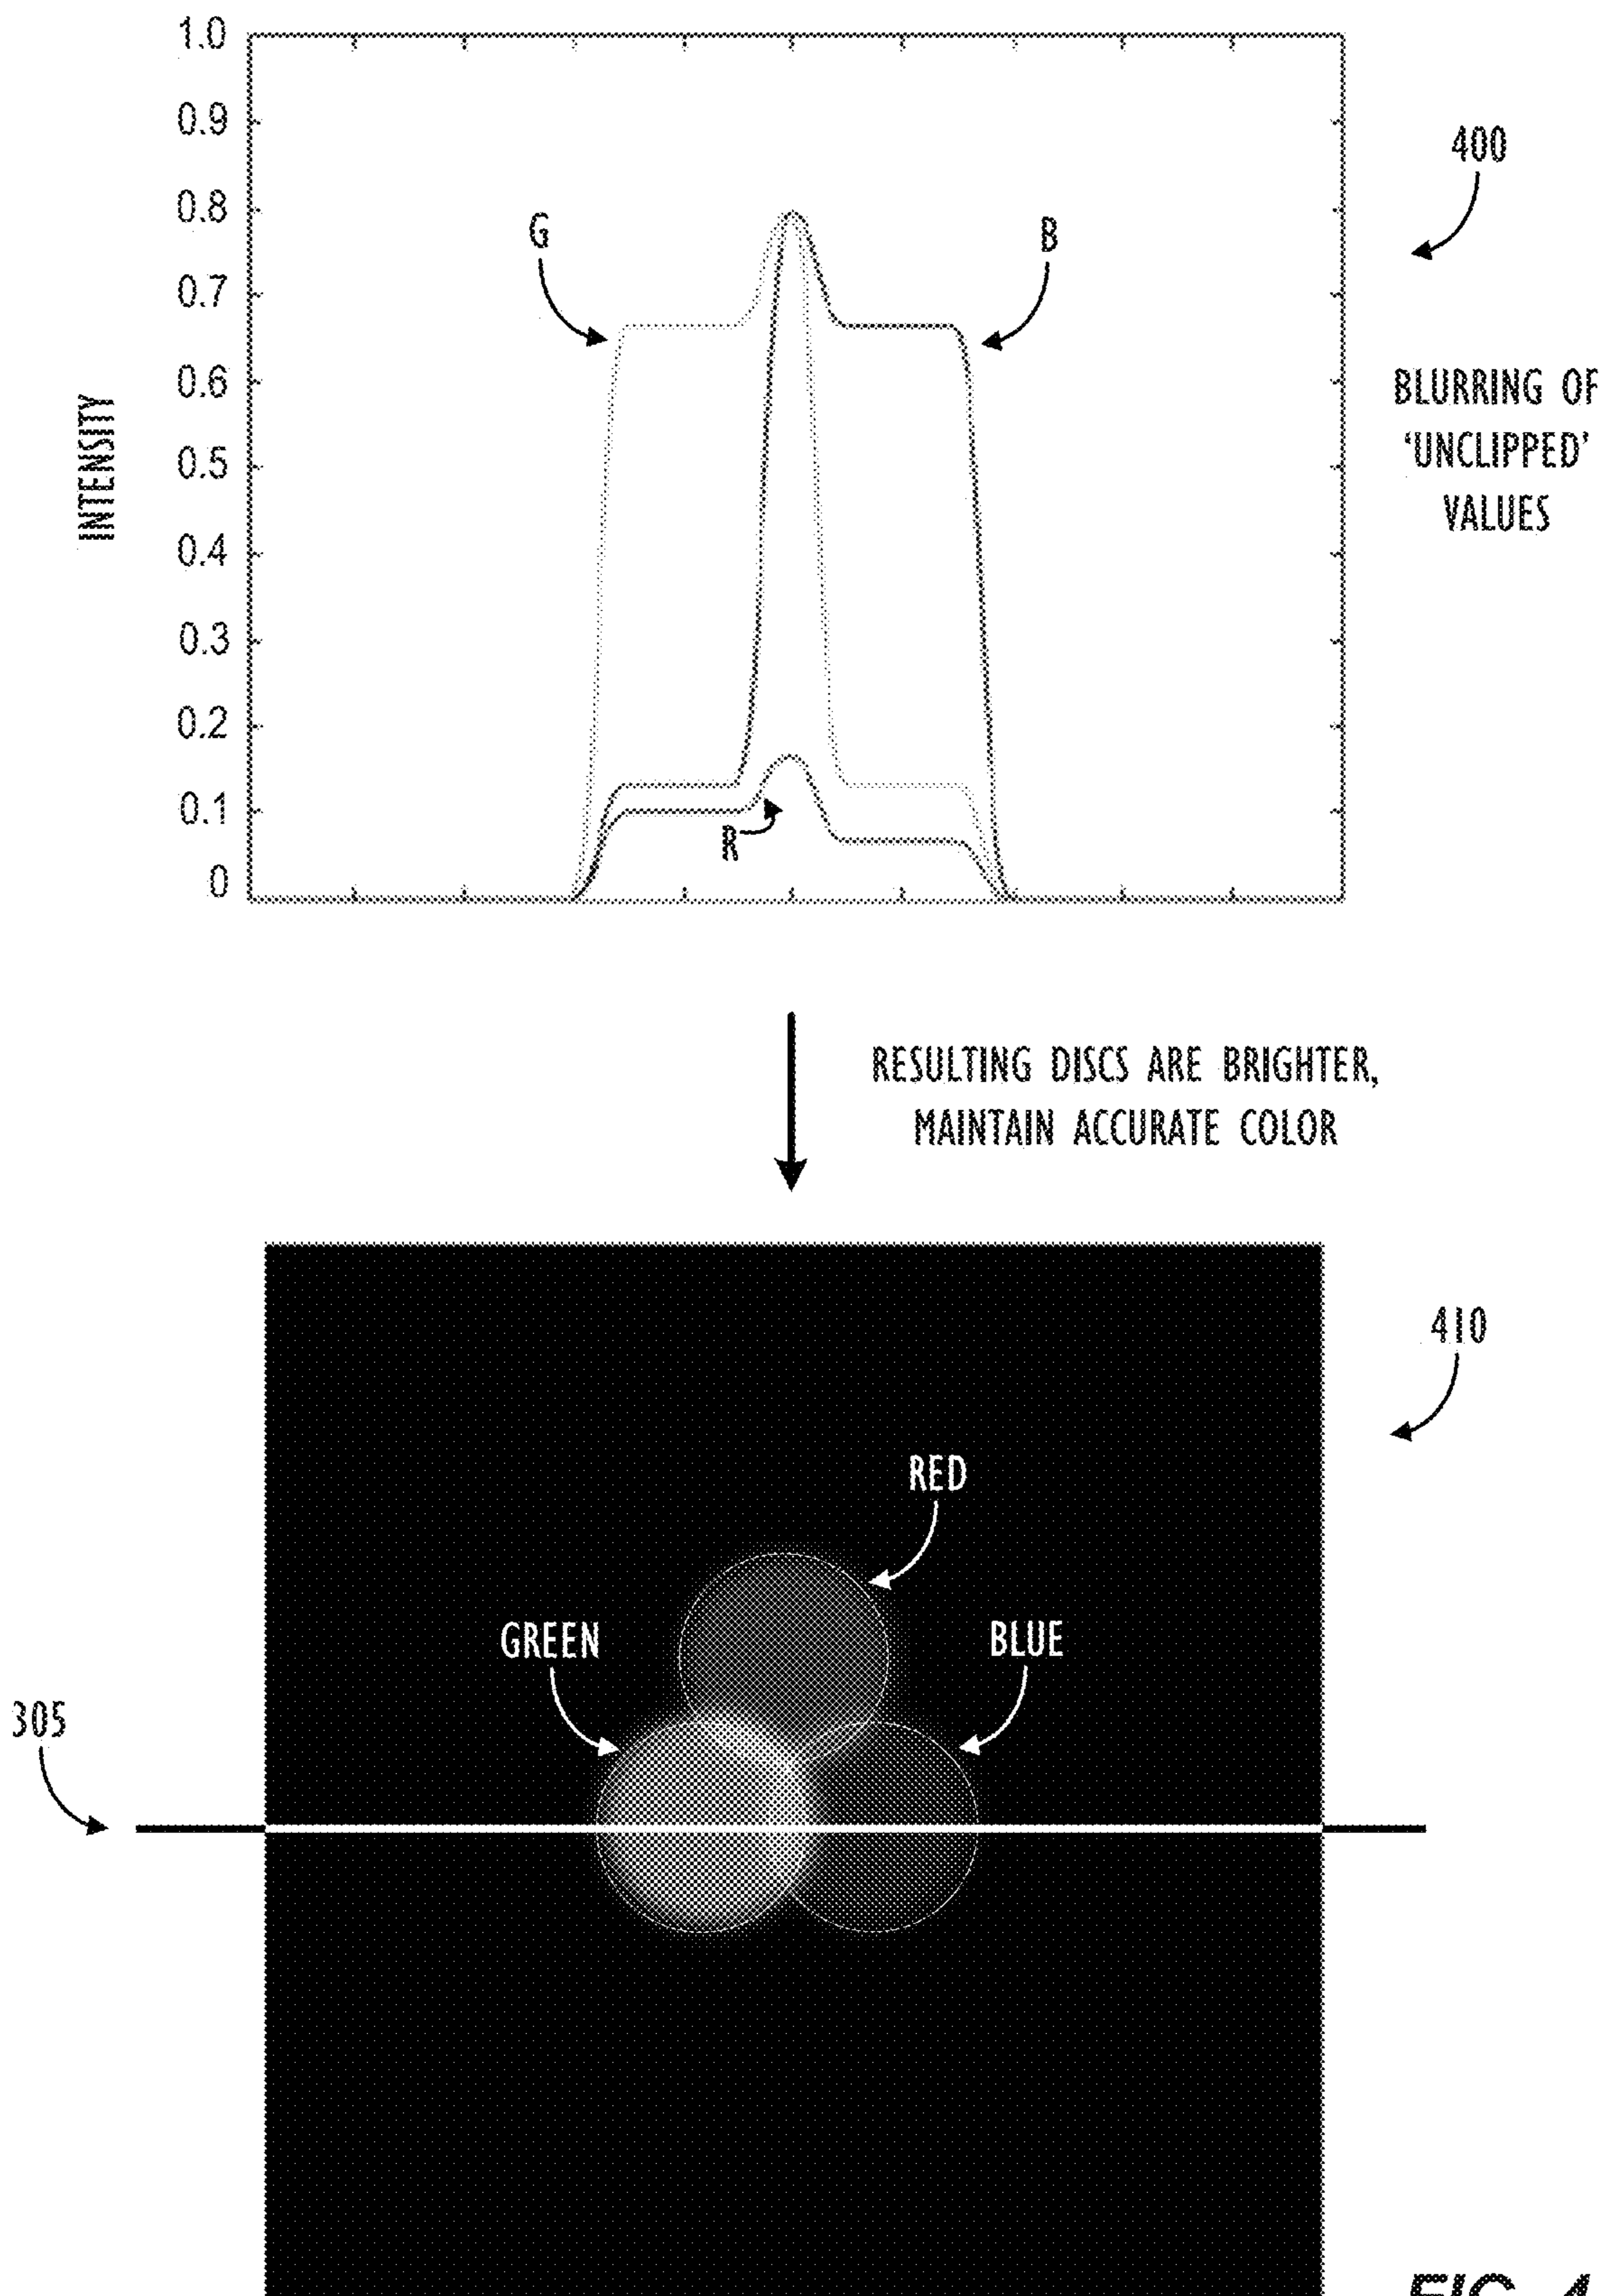 1.0
0.9
400
0.8
G
B
0.7
0.6
BLURRING OF
'UNCLIPPED'
VALUES
INTENSITY
0.5
0.4
0.3
0.2
0.1
R
0
RESULTING DISCS ARE BRIGHTER,
MAINTAIN ACCURATE COLOR
410
RED
GREEN
BLUE
305